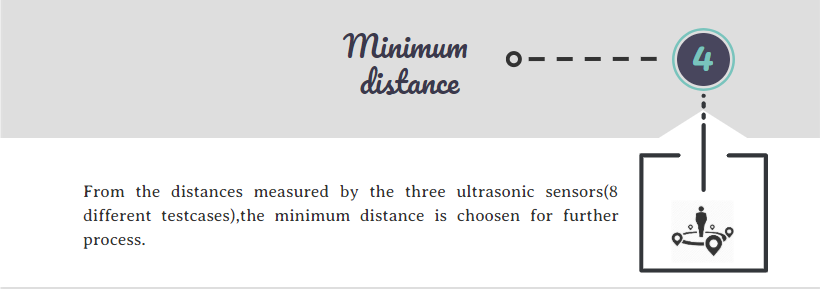 Minimum
distance
4
From the distances measured by the three ultrasonic sensors(8
different testcases),the minimum distance is choosen for further
process.